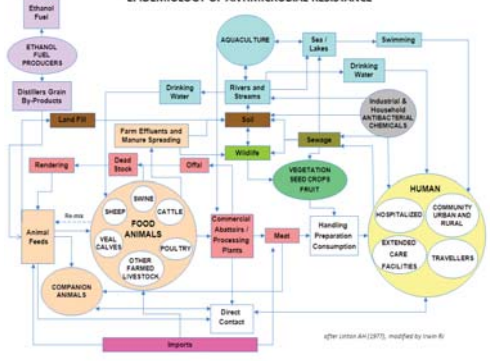 EPIDEMIOLOGY OF ANTIMICROBIAL RESISTANCE
Ethanol
Fuel
AQUACULTURE
Sea /
Lakes
Swimming
ETHANOL
FUEL
PRODUCERS
Drinking
Water
Rivers and
Streams
Drinking
Water
Distillers Grain
By-Products
Industrial &
Household
ANTIBACTERIAL
CHEMICALS
Land Fill
Farm Effluents and
Manure Spreading
Soil
Sewage
Wildlife
Rendering
Dead
Stock
Offal
VEGETATION
SEED CROPS
FRUIT
HUMAN
SWINE
SHEEP
CATTLE
HOSPITALIZED
COMMUNITY
URBAN AND
RURAL
Re-mix
FOOD
ANIMALS
Commercial
Abattoirs /
Processing
Plants
Meat
Handling
Preparation
Consumption
Animal
Feeds
VEAL
CALVES
POULTRY
EXTENDED
CARE
FACILITIES
TRAVELLERS
OTHER
FARMED
LIVESTOCK
COMPANION
ANIMALS
Direct
Contact
after Linton AH (1977), modified by Irwin RJ
Imports